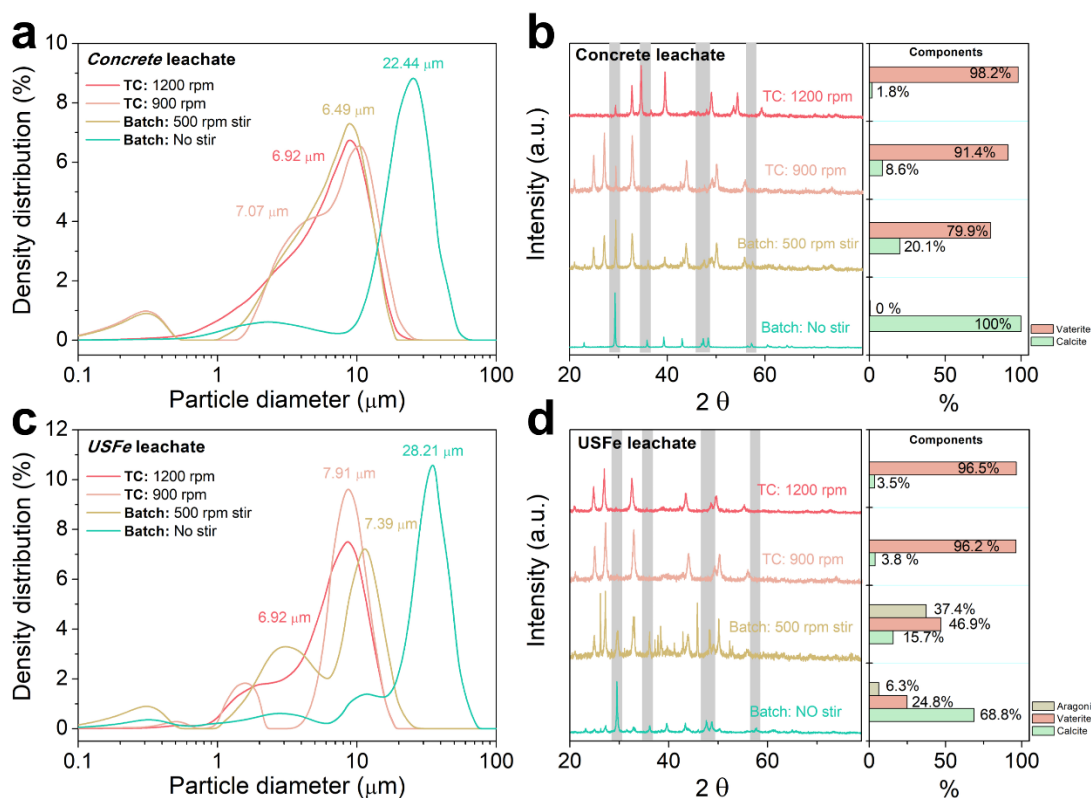 a
Concrete leachate
TC: 1200 rpm
TC: 900 rpm
Batch: 500 rpm stir
Batch: No stir
22.44 μm
6.49 μm
6.92 μm
7.07 μm
Density distribution (%)
10
8
6
4
2
0
0.1
1
10
100
Particle diameter (μm)
b
Concrete leachate
TC: 1200 rpm
TC: 900 rpm
Batch: 500 rpm stir
Batch: No stir
Intensity (a.u.)
20
40
60
2 θ
Components
98.2%
1.8%
91.4%
8.6%
79.9%
20.1%
0 %
100%
Vaterite
Calcite
0
50
100
%
c
USFe leachate
TC: 1200 rpm
TC: 900 rpm
Batch: 500 rpm stir
Batch: No stir
28.21 μm
7.91 μm
7.39 μm
6.92 μm
Density distribution (%)
12
10
8
6
4
2
0
0.1
1
10
100
Particle diameter (μm)
d
USFe leachate
TC: 1200 rpm
TC: 900 rpm
Batch: 500 rpm stir
Batch: NO stir
Intensity (a.u.)
20
40
60
2 θ
Components
96.5%
3.5%
96.2 %
3.8 %
37.4%
46.9%
15.7%
6.3%
24.8%
68.8%
Aragoni
Vaterite
Calcite
0
50
100
%